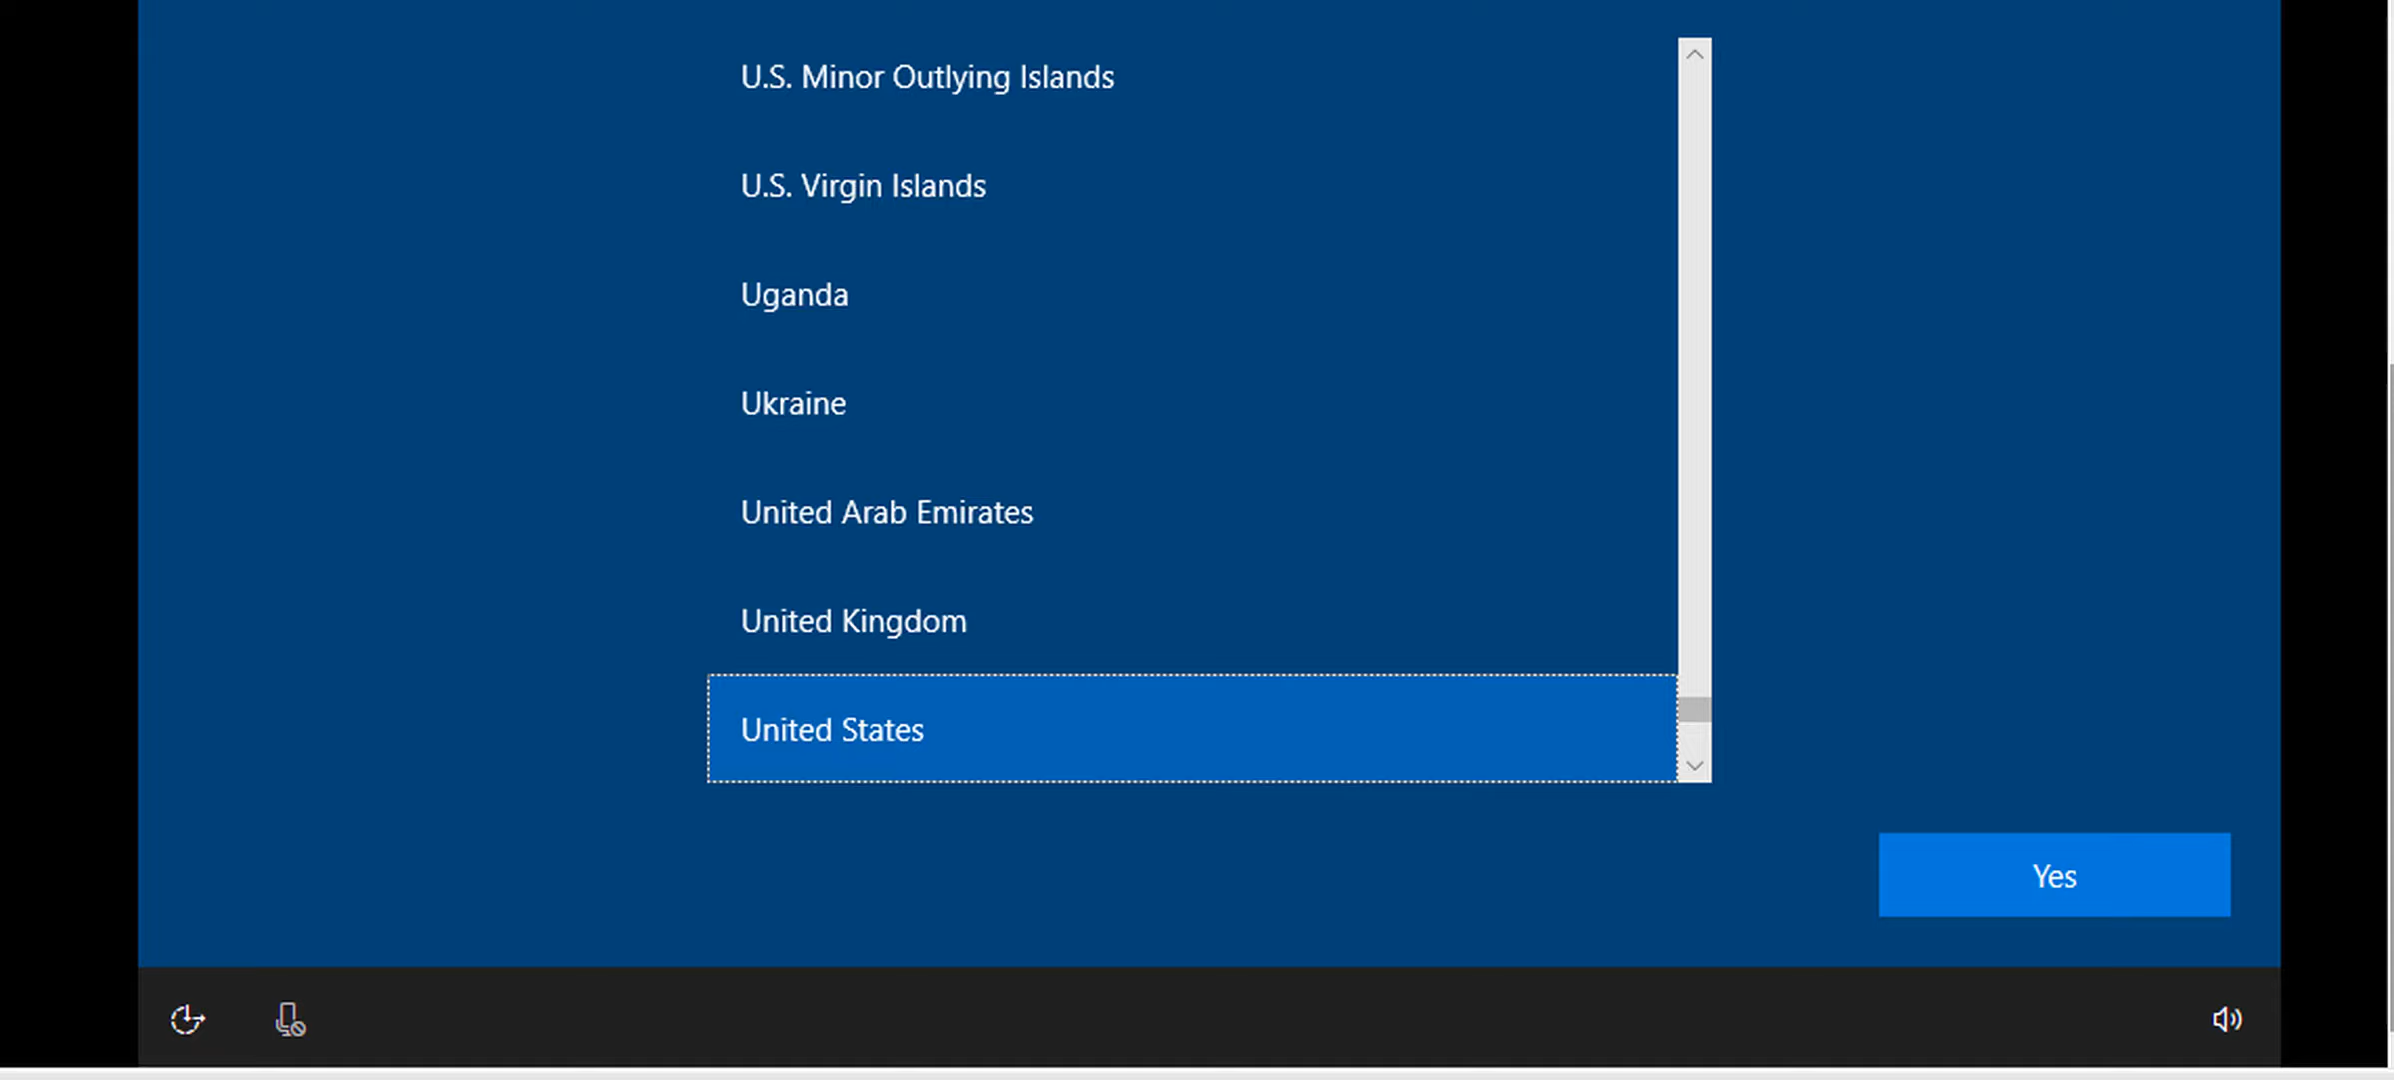 U.S. Minor Outlying Islands
U.S. Virgin Islands
Uganda
Ukraine
United Arab Emirates
United Kingdom
United States
Yes